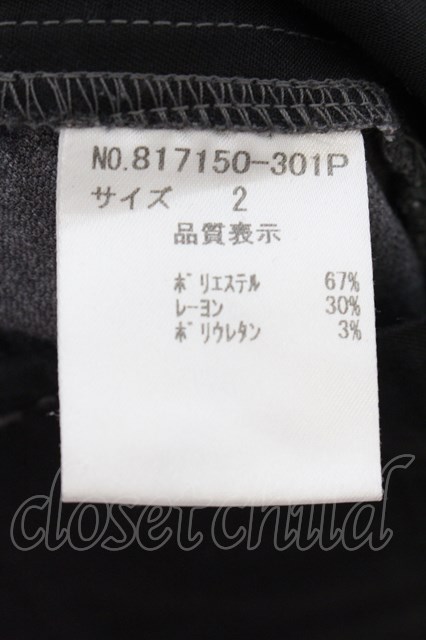 NO.817150-301P
サイズ 2
品質表示
ポリエステル 67%
レーヨン 30%
ポリウレタン 3%
closet child